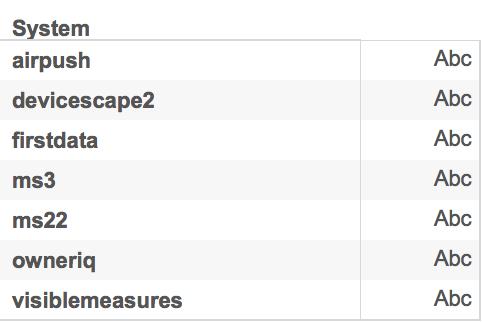 System
airpush Abc
devicescape2 Abc
firstdata Abc
ms3 Abc
ms22 Abc
owneriq Abc
visiblemeasures Abc